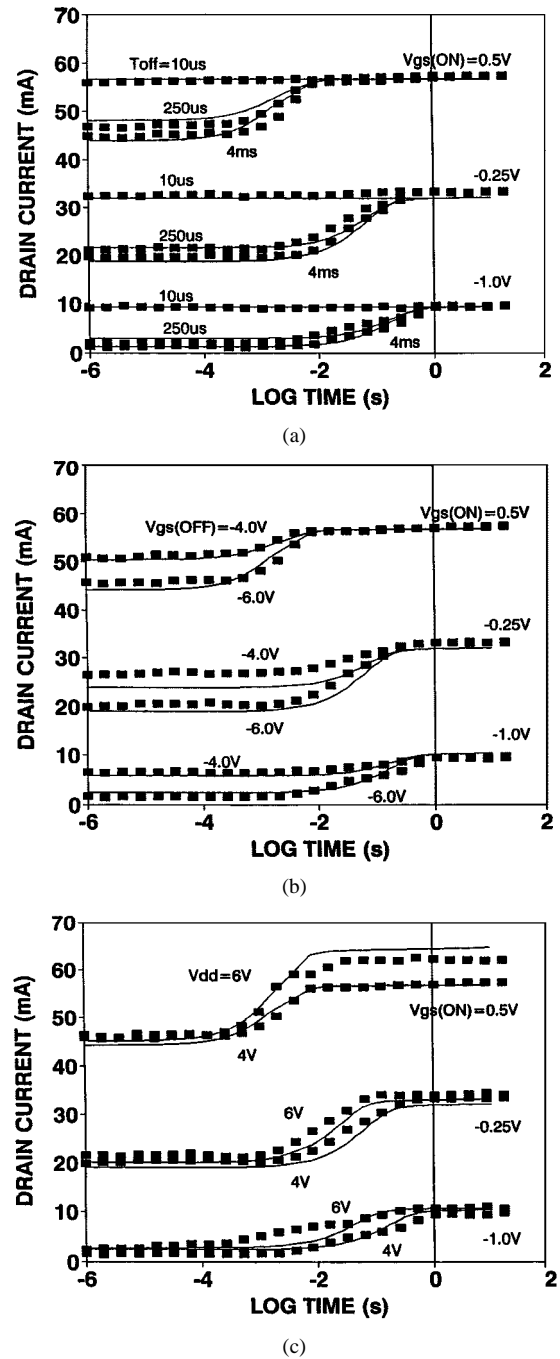 70
Toff=10us
Vgs(ON)=0.5V
60
50
250us
4ms
40
10us
-0.25V
30
250us
20
4ms
10us
-1.0V
10
250us
4ms
0
-6
-4
-2
0
2
DRAIN CURRENT (mA)
LOG TIME (s)
(a)
70
Vgs(OFF)=-4.0V
Vgs(ON)=0.5V
60
50
-6.0V
40
-4.0V
-0.25V
30
20
-6.0V
-1.0V
10
-4.0V
-6.0V
0
-6
-4
-2
0
2
DRAIN CURRENT (mA)
LOG TIME (s)
(b)
70
Vdd=6V
60
Vgs(ON)=0.5V
50
4V
40
6V
30
-0.25V
20
4V
6V
10
4V
-1.0V
0
-6
-4
-2
0
2
DRAIN CURRENT (mA)
LOG TIME (s)
(c)